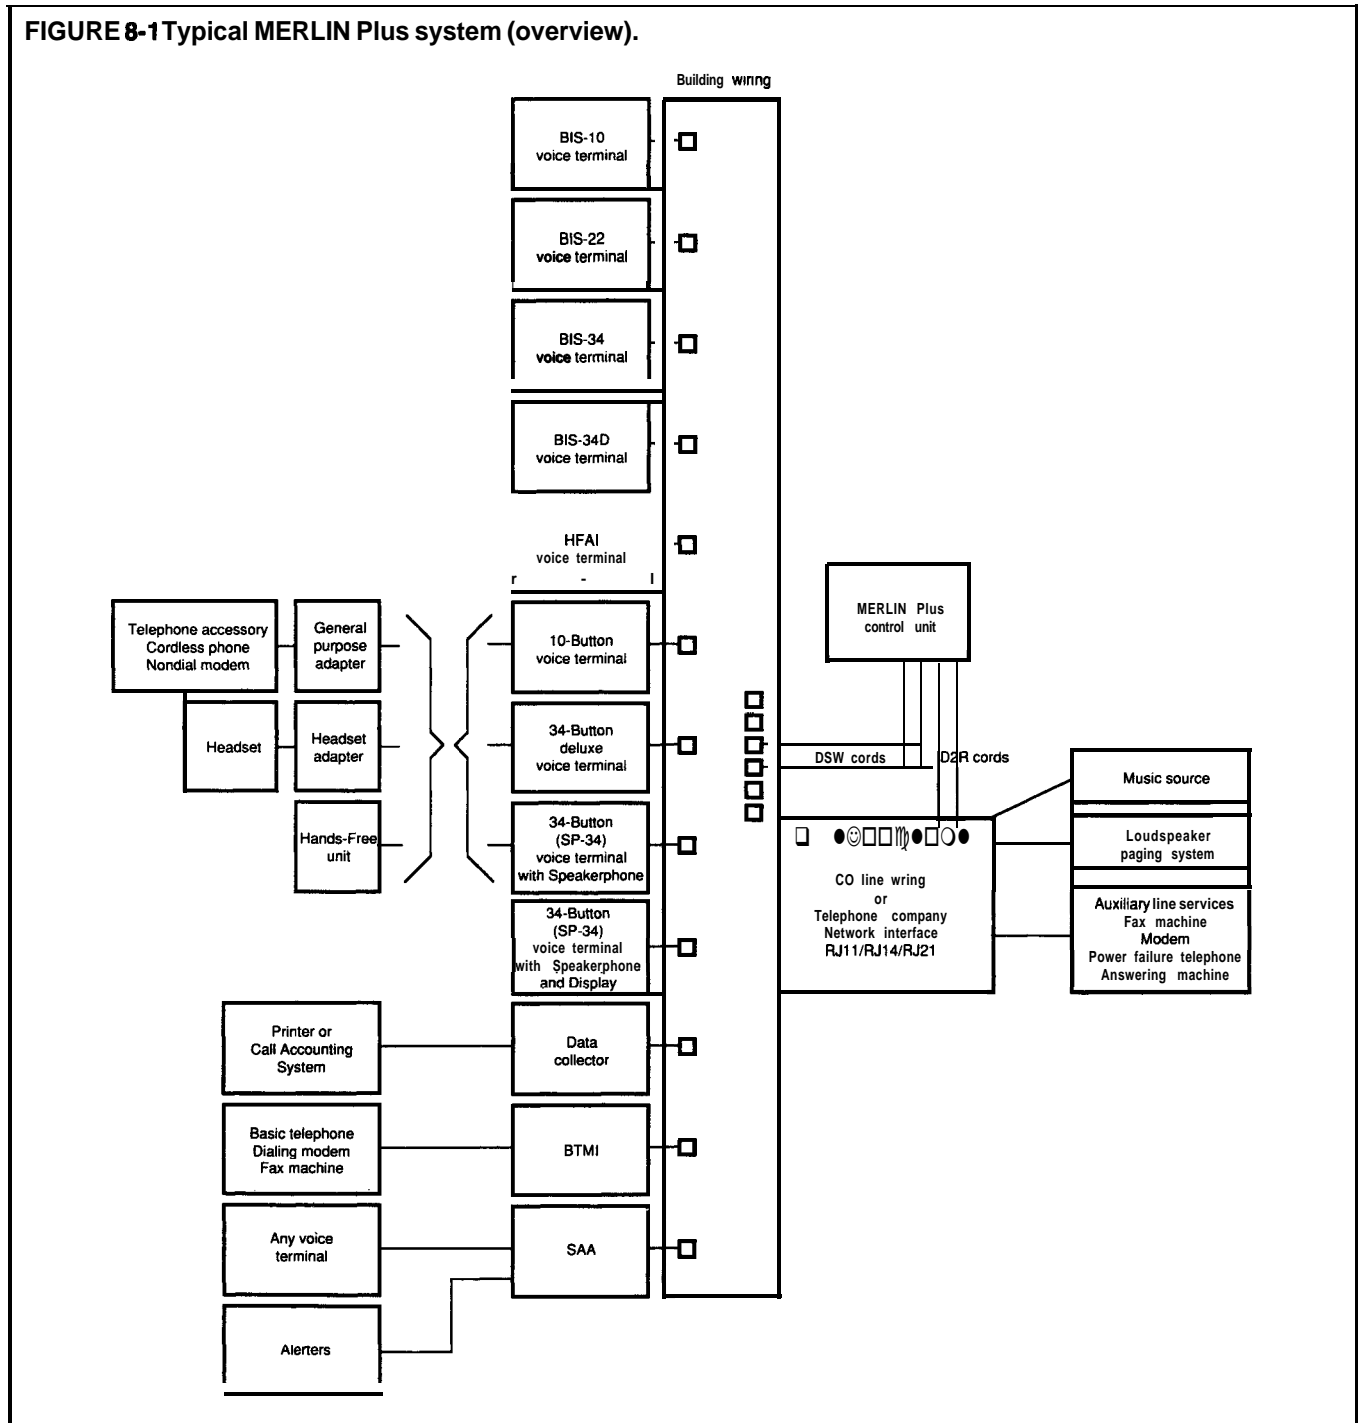 FIGURE 8-1 Typical MERLIN Plus system (overview).
Building wiring
BIS-10
voice terminal
BIS-22
voice terminal
BIS-34
voice terminal
BIS-34D
voice terminal
HFAI
voice terminal
MERLIN Plus
control unit
Telephone accessory
Cordless phone
Nondial modem
General
purpose
adapter
10-Button
voice terminal
Headset
Headset
adapter
34-Button
deluxe
voice terminal
DSW cords
D2R cords
Music source
Hands-Free
unit
34-Button
(SP-34)
voice terminal
with Speakerphone
Loudspeaker
paging system
CO line wring
or
Telephone company
Network interface
RJ11/RJ14/RJ21
Auxiliary line services
Fax machine
Modem
Power failure telephone
Answering machine
34-Button
(SP-34)
voice terminal
with Speakerphone
and Display
Printer or
Call Accounting
System
Data
collector
Basic telephone
Dialing modem
Fax machine
BTMI
Any voice
terminal
SAA
Alerters